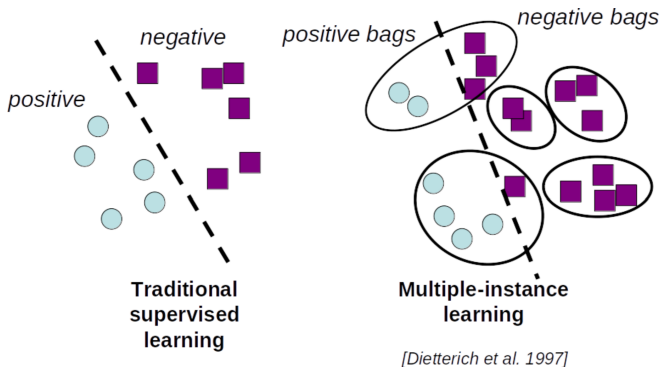 negative
positive
Traditional
supervised
learning
positive bags
negative bags
Multiple-instance
learning
[Dietterich et al. 1997]